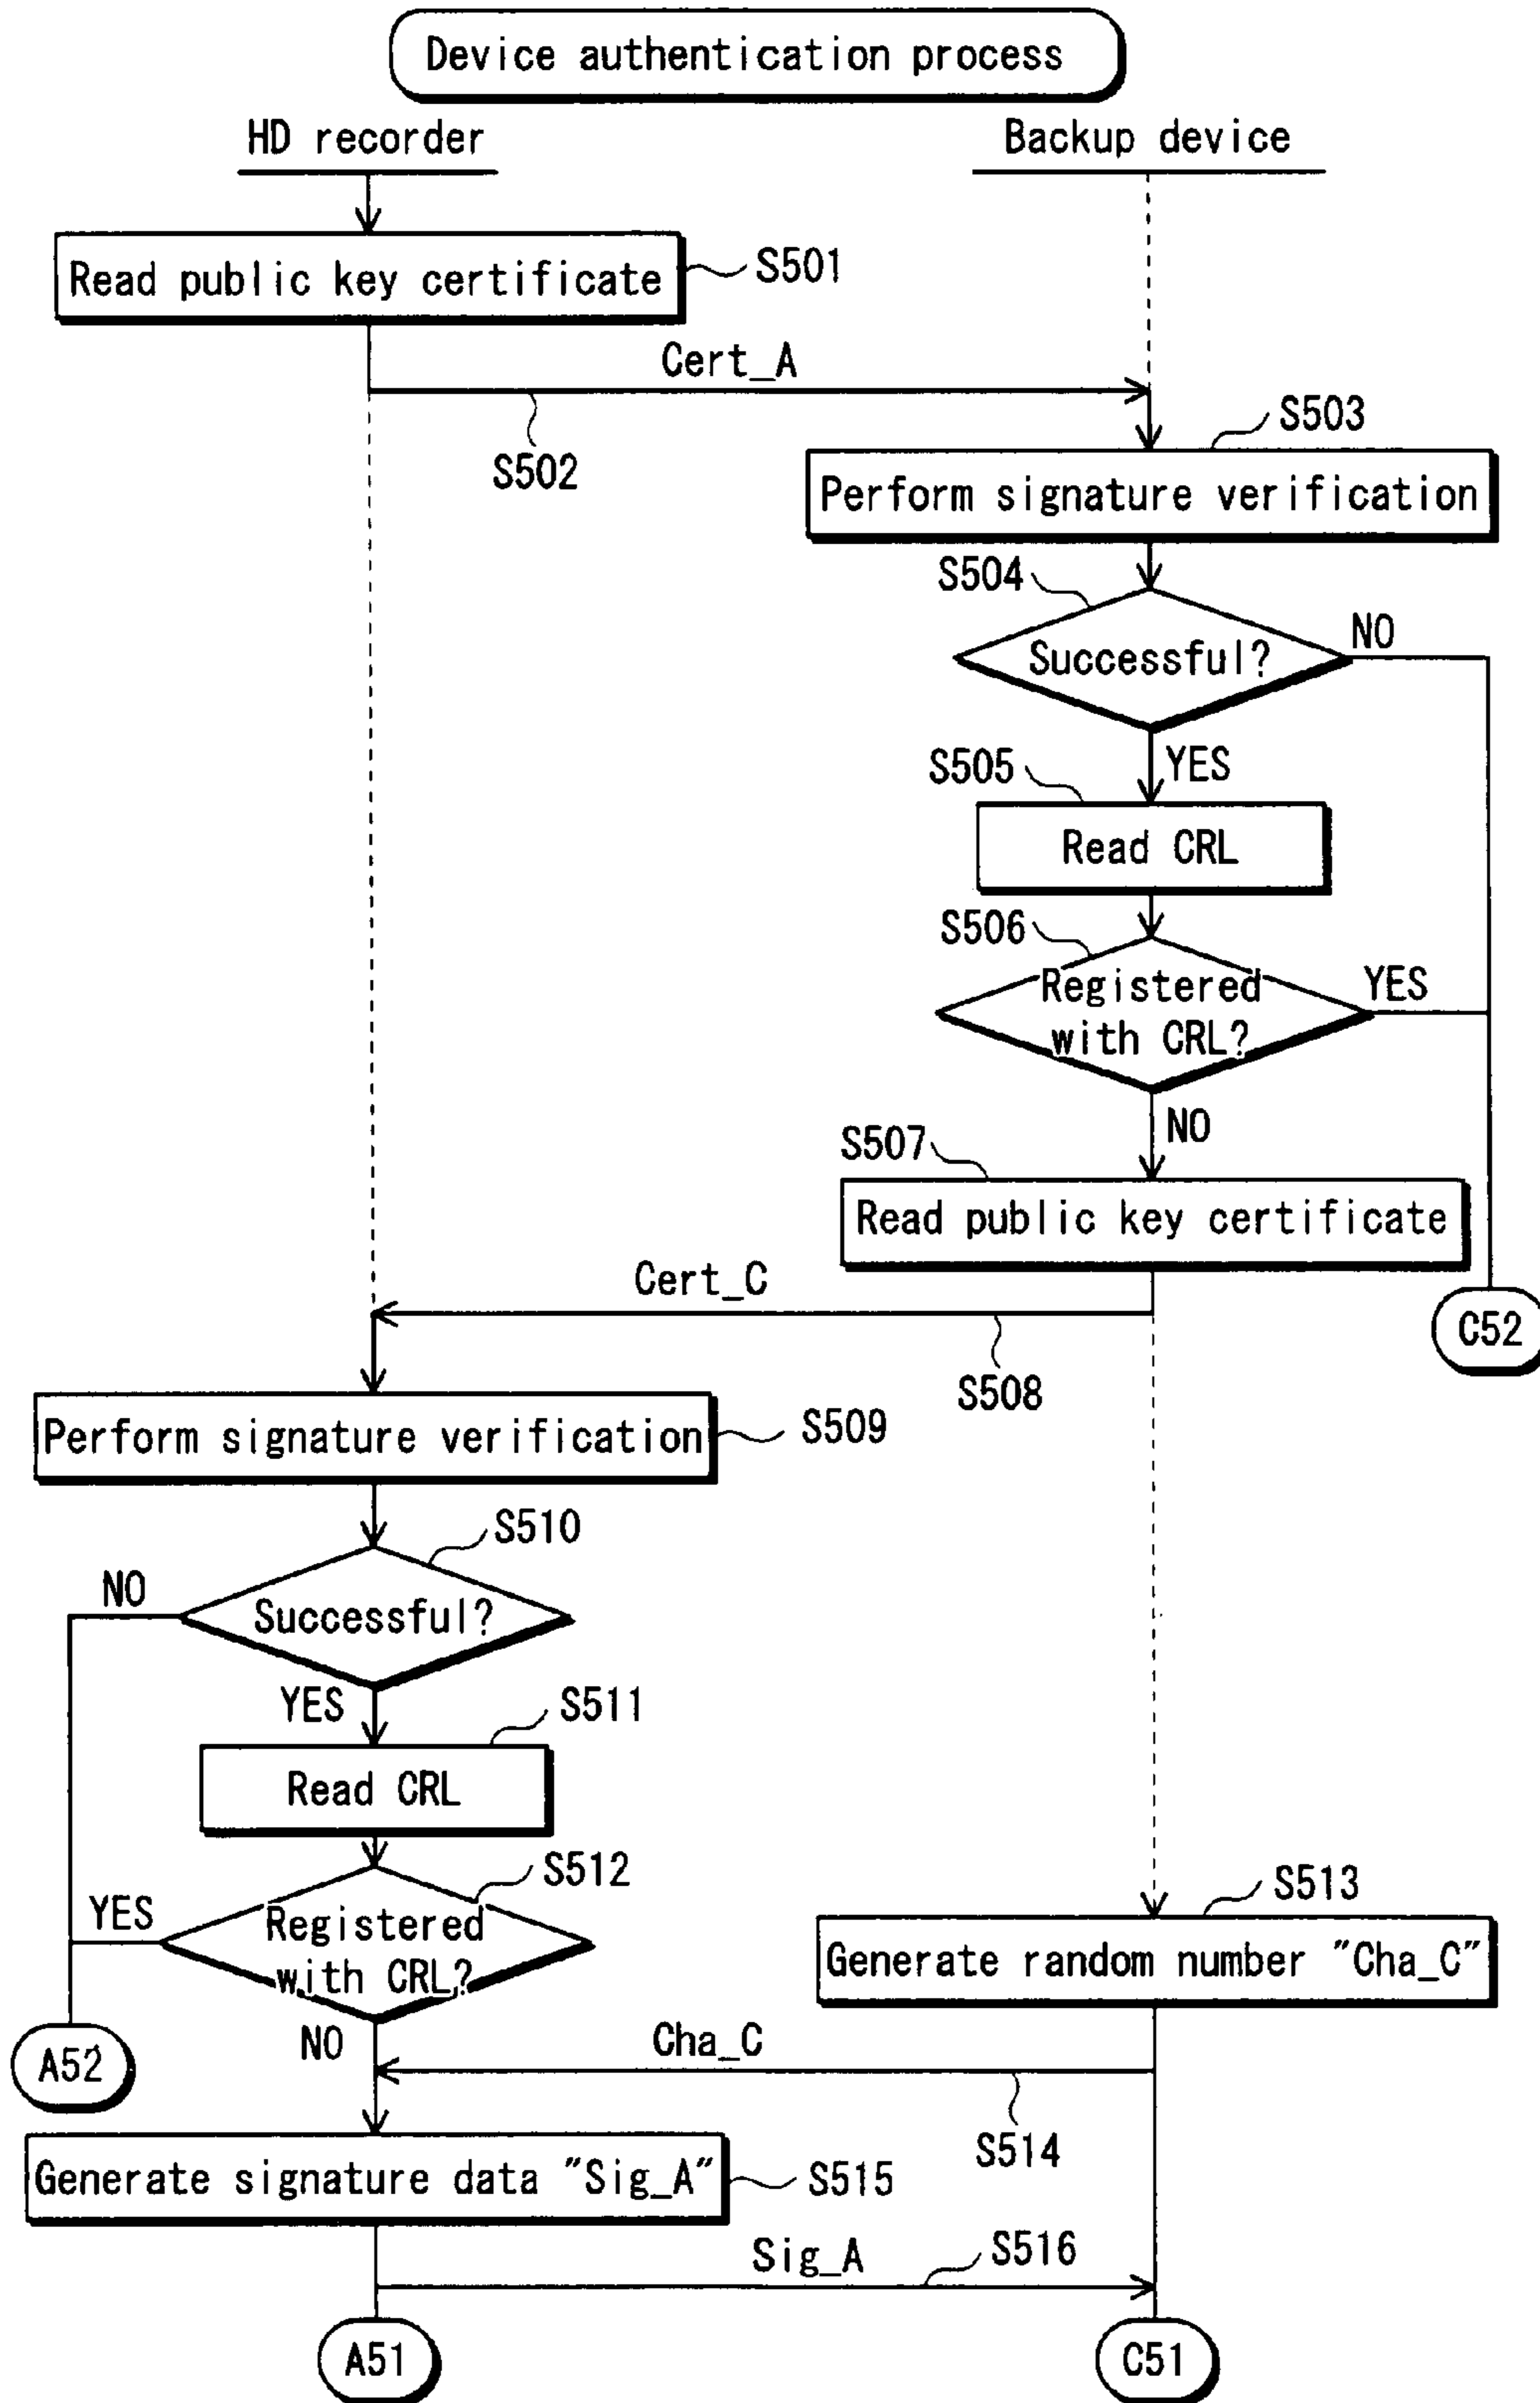 Device authentication process
HD recorder
Backup device
Read public key certificate
S501
Cert_A
S502
S503
Perform signature verification
S504
Successful?
NO
YES
S505
Read CRL
S506
Registered
with CRL?
YES
NO
S507
Read public key certificate
Cert_C
S508
C52
Perform signature verification
S509
S510
NO
Successful?
YES
S511
Read CRL
S512
YES
Registered
with CRL?
S513
Generate random number "Cha_C"
NO
A52
Cha_C
S514
Generate signature data "Sig_A"
S515
Sig_A
S516
A51
C51